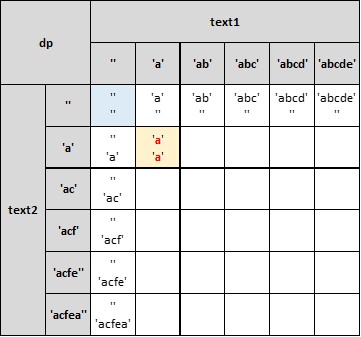 dp text1
'' 'a' 'ab' 'abc' 'abcd' 'abcde'
text2 '' '' 'a' 'ab' 'abc' 'abcd' 'abcde'
'' '' '' '' '' ''
'a' '' 'a'
'a' 'a'
'ac' ''
'ac'
'acf' ''
'acf'
'acfe'' ''
'acfe'
'acfea'' ''
'acfea'